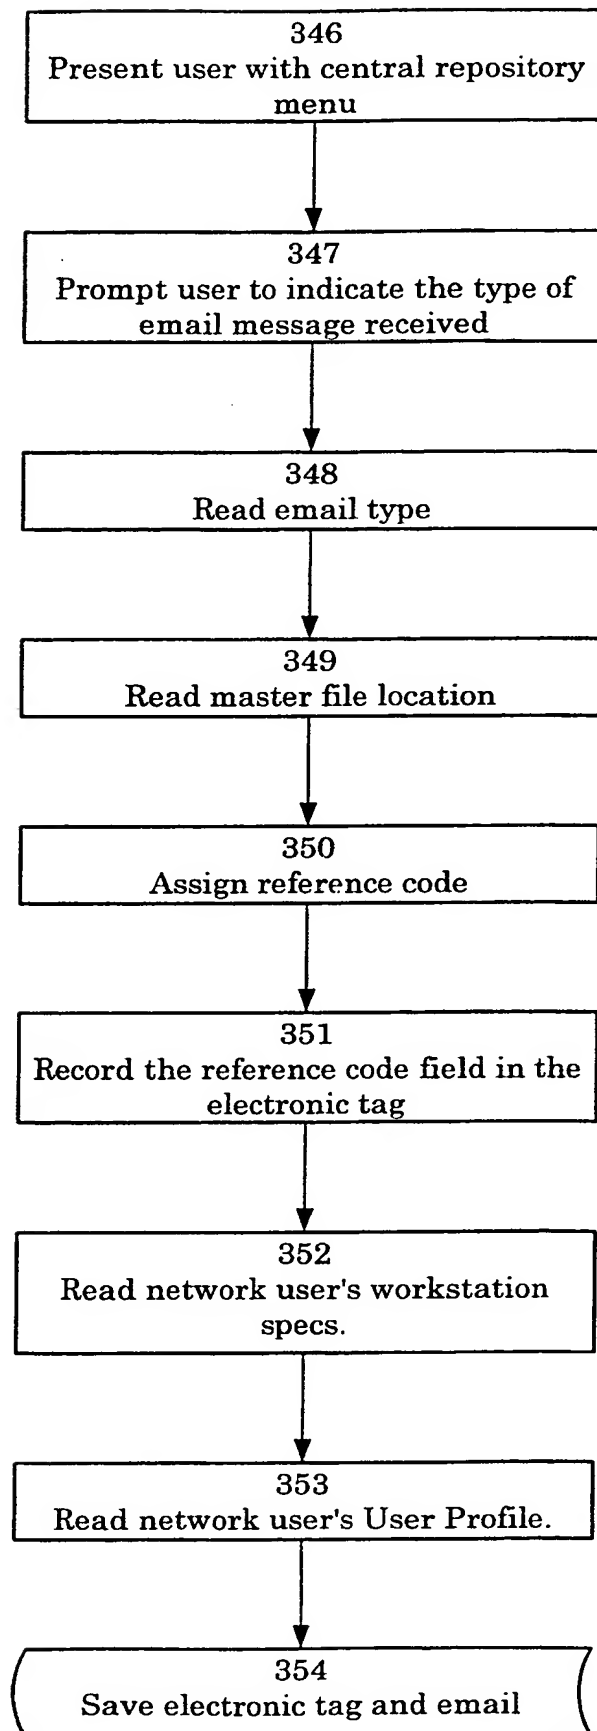 346
Present user with central repository
menu
347
Prompt user to indicate the type of
email message received
348
Read email type
349
Read master file location
350
Assign reference code
351
Record the reference code field in the
electronic tag
352
Read network user's workstation
specs.
353
Read network user's User Profile.
354
Save electronic tag and email